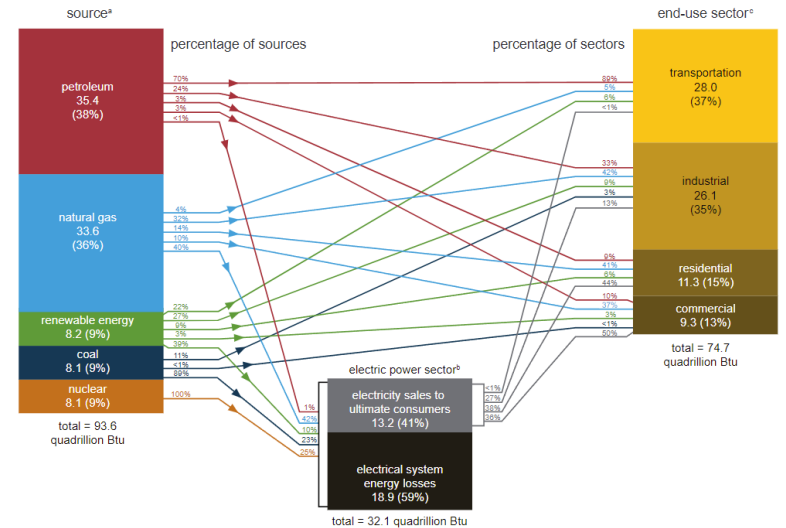 sourceᵃ
end-use sectorᶜ
percentage of sources
percentage of sectors
petroleum
35.4
(38%)
70%
24%
3%
3%
<1%
89%
5%
6%
<1%
transportation
28.0
(37%)
33%
42%
9%
3%
13%
industrial
26.1
(35%)
natural gas
33.6
(36%)
4%
32%
14%
10%
40%
9%
41%
6%
44%
residential
11.3 (15%)
10%
37%
3%
<1%
50%
commercial
9.3 (13%)
renewable energy
8.2 (9%)
22%
27%
9%
3%
39%
coal
8.1 (9%)
11%
<1%
89%
nuclear
8.1 (9%)
100%
total = 93.6
quadrillion Btu
total = 74.7
quadrillion Btu
electric power sectorᵇ
1%
42%
10%
23%
25%
electricity sales to
ultimate consumers
13.2 (41%)
<1%
27%
38%
36%
electrical system
energy losses
18.9 (59%)
total = 32.1 quadrillion Btu